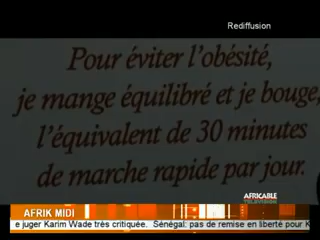 Rediffusion
Pour éviter l'obésité,
je mange équilibré et je bouge,
l'équivalent de 30 minutes
de marche rapide par jour.
AFRICABLE
TELEVISION
AFRIK MIDI
e juger Karim Wade très critiquée. Sénégal: pas de remise en liberté pour K